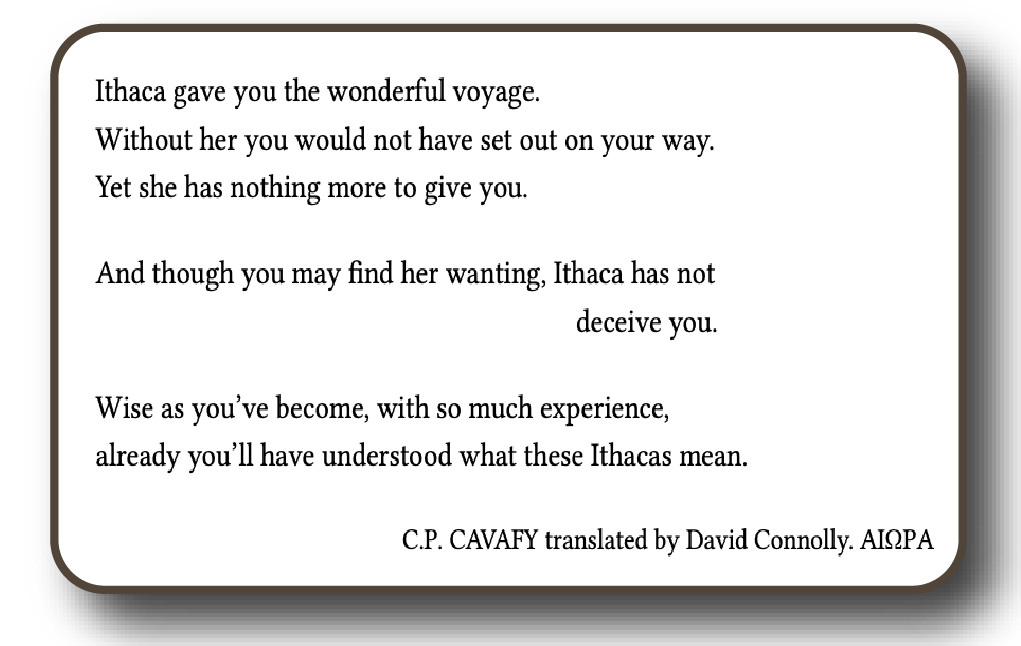 Ithaca gave you the wonderful voyage.
Without her you would not have set out on your way.
Yet she has nothing more to give you.
And though you may find her wanting, Ithaca has not
deceive you.
Wise as you’ve become, with so much experience,
already you’ll have understood what these Ithacas mean.
C.P. CAVAFY translated by David Connolly. ΑΙΩΡΑ